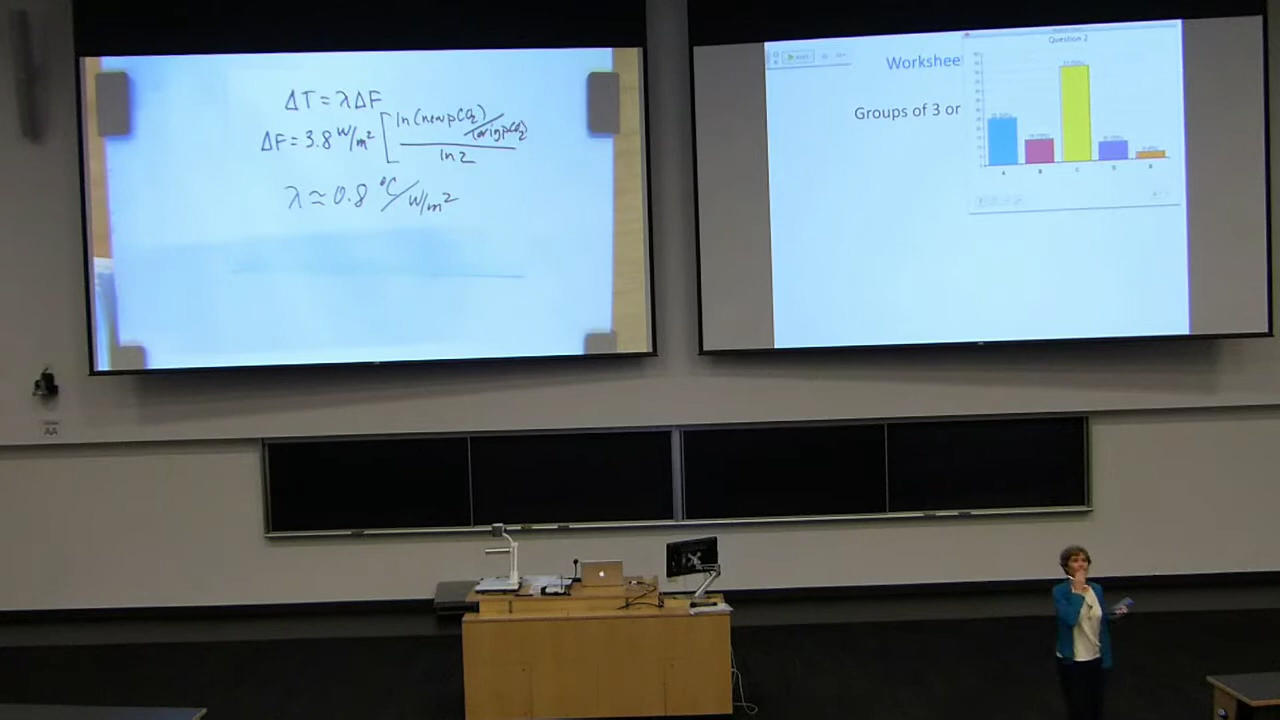 ΔT = λΔF
ΔF = 3.8 W/m² [ln(new pCO₂)/(orig pCO₂)
ln 2
λ ≃ 0.8 °C/W/m²
AA
Workshee
Groups of 3 or
Question 2
A B C D E